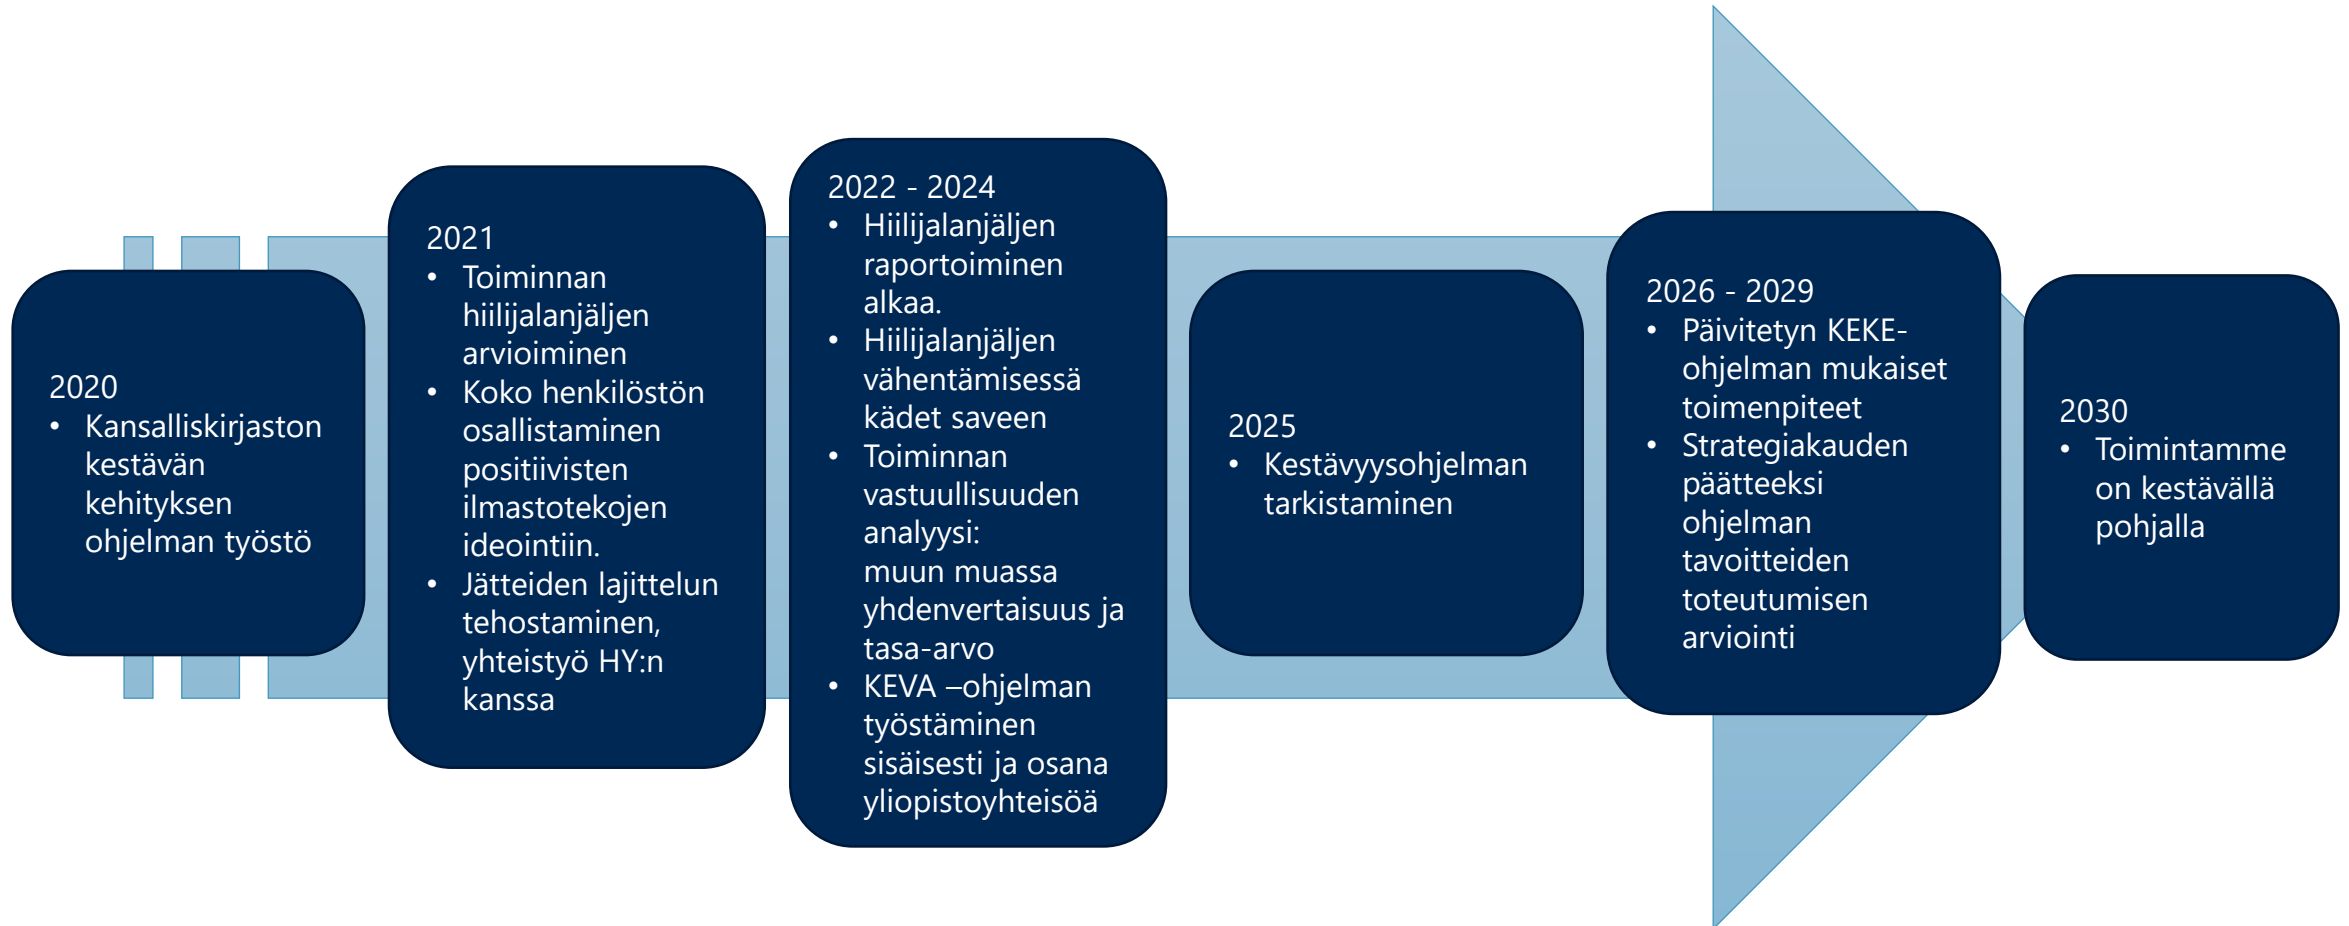 2020
• Kansalliskirjaston
kestävän
kehityksen
ohjelman työstö
2021
• Toiminnan
hiilijalanjäljen
arvioiminen
• Koko henkilöstön
osallistaminen
positiivisten
ilmastotekojen
ideointiin.
• Jätteiden lajittelun
tehostaminen,
yhteistyö HY:n
kanssa
2022 - 2024
• Hiilijalanjäljen
raportoiminen
alkaa.
• Hiilijalanjäljen
vähentämisessä
kädet saveen
• Toiminnan
vastuullisuuden
analyysi:
muun muassa
yhdenvertaisuus ja
tasa-arvo
• KEVA –ohjelman
työstäminen
sisäisesti ja osana
yliopistoyhteisöä
2025
• Kestävyysohjelman
tarkistaminen
2026 - 2029
• Päivitetyn KEKE-
ohjelman mukaiset
toimenpiteet
• Strategiakauden
päätteeksi
ohjelman
tavoitteiden
toteutumisen
arviointi
2030
• Toimintamme
on kestävällä
pohjalla